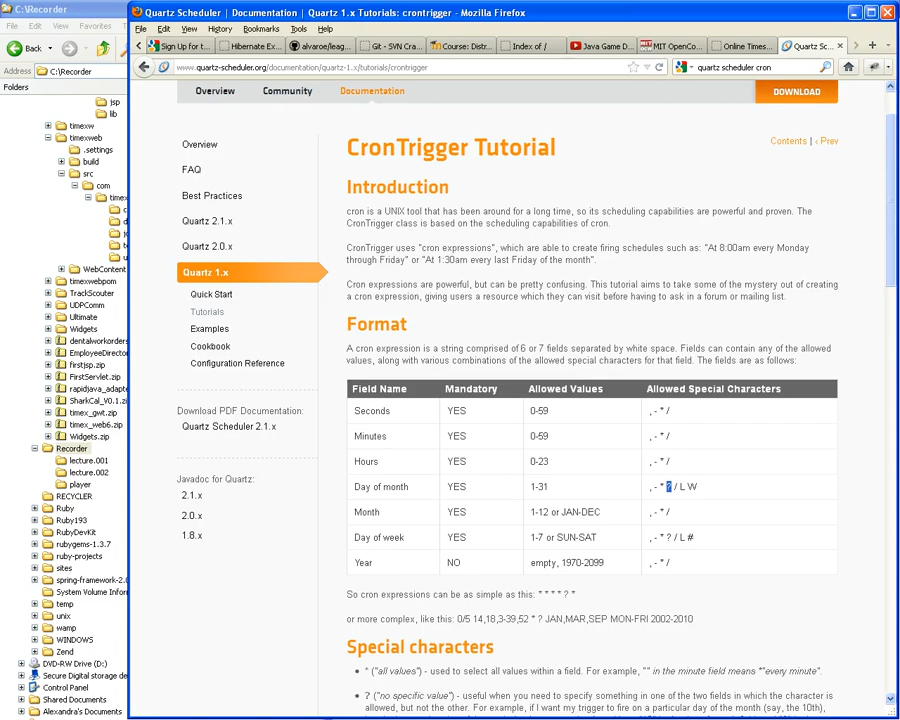 C:\Recorder
File Edit View Favorites
Back
Address C:\Recorder
Folders
jsp
lib
timexw
timexweb
.settings
build
src
com
timex
WebContent
timexwebpom
TrackScouter
UDPComm
Ultimate
Widgets
dentalworkorders
EmployeeDirector
firstjsp.zip
FirstServlet.zip
rapidjava_adapte
SharkCal_V0.1.zi
timex_gwt.zip
timex_web6.zip
Widgets.zip
Recorder
lecture.001
lecture.002
player
RECYCLER
Ruby
Ruby193
RubyDevKit
rubygems-1.3.7
ruby-projects
sites
spring-framework-2.
System Volume Infor
temp
unix
wamp
WINDOWS
Zend
DVD-RW Drive (D:)
Secure Digital storage d
Control Panel
Shared Documents
Alexandra's Documents
Quartz Scheduler | Documentation | Quartz 1.x Tutorials: crontrigger - Mozilla Firefox
File Edit View History Bookmarks Tools Help
Sign Up for t... Hibernate Ex... alvaroe/leag... Git - SVN Cra... Course: Distr... Index of / Java Game D... MIT OpenCo... Online Times... Quartz Sc...
www.quartz-scheduler.org/documentation/quartz-1.x/tutorials/crontrigger
quartz scheduler cron
Overview Community Documentation DOWNLOAD
Contents | ‹ Prev
Overview
FAQ
Best Practices
Quartz 2.1.x
Quartz 2.0.x
Quartz 1.x
Quick Start
Tutorials
Examples
Cookbook
Configuration Reference
Download PDF Documentation:
Quartz Scheduler 2.1.x
Javadoc for Quartz:
2.1.x
2.0.x
1.8.x
CronTrigger Tutorial
Introduction
cron is a UNIX tool that has been around for a long time, so its scheduling capabilities are powerful and proven. The
CronTrigger class is based on the scheduling capabilities of cron.
CronTrigger uses "cron expressions", which are able to create firing schedules such as: "At 8:00am every Monday
through Friday" or "At 1:30am every last Friday of the month".
Cron expressions are powerful, but can be pretty confusing. This tutorial aims to take some of the mystery out of creating
a cron expression, giving users a resource which they can visit before having to ask in a forum or mailing list.
Format
A cron expression is a string comprised of 6 or 7 fields separated by white space. Fields can contain any of the allowed
values, along with various combinations of the allowed special characters for that field. The fields are as follows:
Field Name Mandatory Allowed Values Allowed Special Characters
Seconds YES 0-59 , - * /
Minutes YES 0-59 , - * /
Hours YES 0-23 , - * /
Day of month YES 1-31 , - * ? / L W
Month YES 1-12 or JAN-DEC , - * /
Day of week YES 1-7 or SUN-SAT , - * ? / L #
Year NO empty, 1970-2099 , - * /
So cron expressions can be as simple as this: * * * * ? *
or more complex, like this: 0/5 14,18,3-39,52 * ? JAN,MAR,SEP MON-FRI 2002-2010
Special characters
* ("all values") - used to select all values within a field. For example, "" in the minute field means *"every minute".
? ("no specific value") - useful when you need to specify something in one of the two fields in which the character is
allowed, but not the other. For example, if I want my trigger to fire on a particular day of the month (say, the 10th),